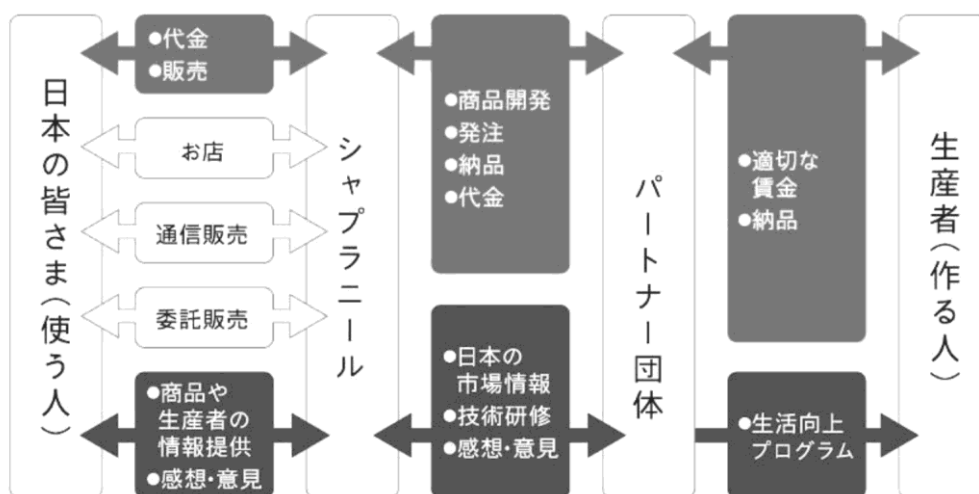 日本の皆さま(使う人)
●代金
●販売
お店
通信販売
委託販売
●商品や
生産者の
情報提供
●感想・意見
シャプラニール
●商品開発
●発注
●納品
●代金
●日本の
市場情報
●技術研修
●感想・意見
パートナー団体
●適切な
賃金
●納品
●生活向上
プログラム
生産者(作る人)